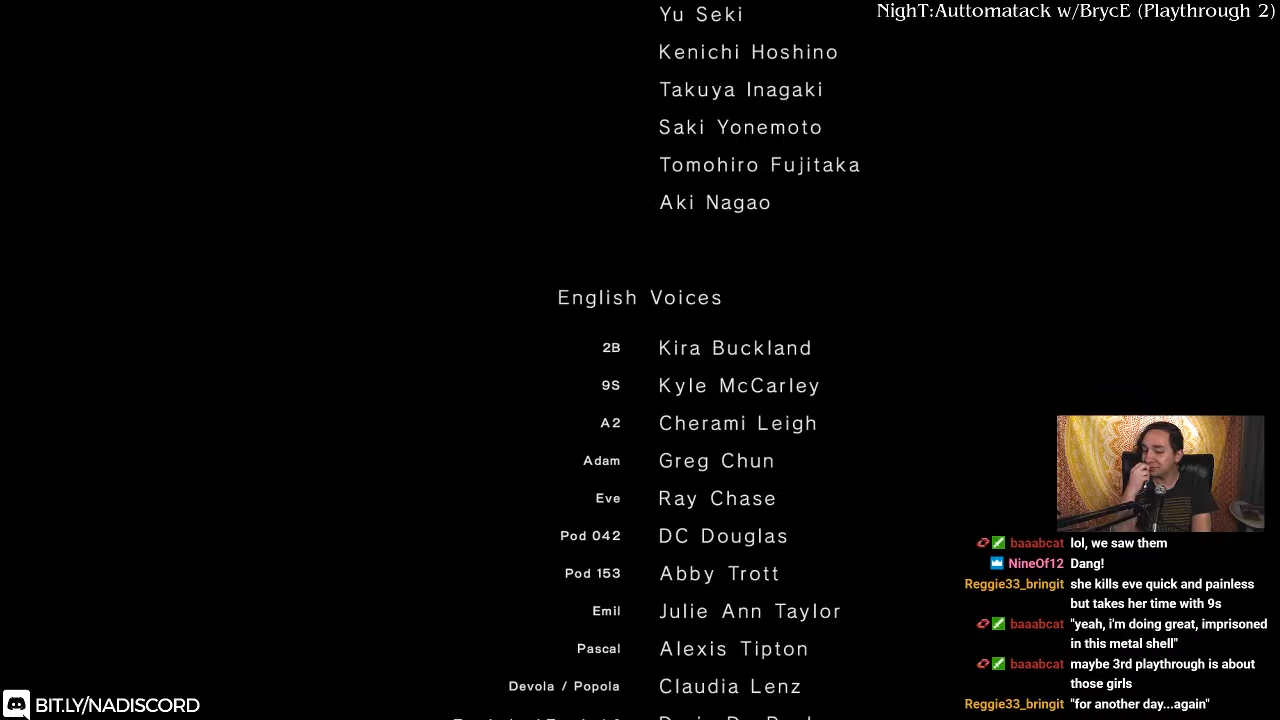 NighT:Auttomatack w/BrycE (Playthrough 2)
Yu Seki
Kenichi Hoshino
Takuya Inagaki
Saki Yonemoto
Tomohiro Fujitaka
Aki Nagao
English Voices
2B Kira Buckland
9S Kyle McCarley
A2 Cherami Leigh
Adam Greg Chun
Eve Ray Chase
Pod 042 DC Douglas
Pod 153 Abby Trott
Emil Julie Ann Taylor
Pascal Alexis Tipton
Devola / Popola Claudia Lenz
baaabcat lol, we saw them
NineOf12 Dang!
Reggie33_bringit she kills eve quick and painless
but takes her time with 9s
baaabcat "yeah, i'm doing great, imprisoned
in this metal shell"
baaabcat maybe 3rd playthrough is about
those girls
Reggie33_bringit "for another day...again"
BIT.LY/NADISCORD